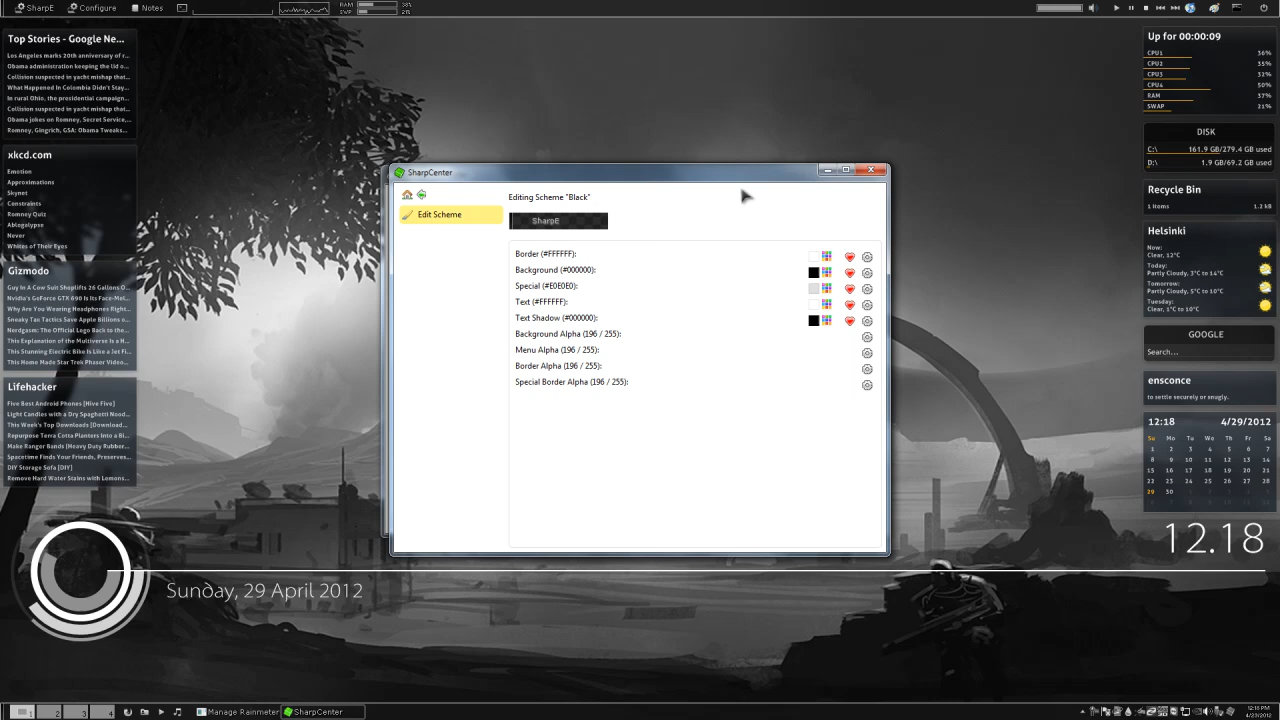 SharpE
Configure
Notes
RAM 38%
SWP 21%
Top Stories - Google Ne...
Los Angeles marks 20th anniversary of r...
Obama administration keeping the lid o...
Collision suspected in yacht mishap that...
What Happened In Colombia Didn't Stay...
In rural Ohio, the presidential campaign...
Collision suspected in yacht mishap that...
Obama jokes on Romney, Secret Service,...
Romney, Gingrich, GSA: Obama Tweaks...
xkcd.com
Emotion
Approximations
Skynet
Constraints
Romney Quiz
Ablogalypse
Never
Whites of Their Eyes
Gizmodo
Guy In A Cow Suit Shoplifts 26 Gallons O...
Nvidia's GeForce GTX 690 Is Its Face-Mel...
Why Are You Wearing Headphones Right...
Sneaky Tax Tactics Save Apple Billions o...
Nordgasm: The Official Logo Back to the...
This Explanation of the Multiverse Is a H...
This Stunning Electric Bike Is Like a Jet Fi...
This Home Made Star Trek Phaser Video...
Lifehacker
Five Best Android Phones [Hive Five]
Light Candles with a Dry Spaghetti Nood...
This Week's Top Downloads [Download...
Repurpose Terra Cotta Planters Into a Bi...
Make Ranger Bands (Heavy Duty Rubber...
Spacetime Finds Your Friends, Preserves...
DIY Storage Sofa [DIY]
Remove Hard Water Stains with Lemons...
Sunday, 29 April 2012
SharpCenter
Edit Scheme
Editing Scheme "Black"
SharpE
Border (#FFFFFF):
Background (#000000):
Special (#E0E0E0):
Text (#FFFFFF):
Text Shadow (#000000):
Background Alpha (196 / 255):
Menu Alpha (196 / 255):
Border Alpha (196 / 255):
Special Border Alpha (196 / 255):
Up for 00:00:09
CPU1 36%
CPU2 35%
CPU3 32%
CPU4 50%
RAM 37%
SWAP 21%
DISK
C:\ 161.9 GB/279.4 GB used
D:\ 1.9 GB/69.2 GB used
Recycle Bin
1 Items 1.2 kB
Helsinki
Now:
Clear, 12°C
Today:
Partly Cloudy, 3°C to 14°C
Tomorrow:
Partly Cloudy, 5°C to 10°C
Tuesday:
Clear, 1°C to 10°C
GOOGLE
Search...
ensconce
to settle securely or snugly..
12:18 4/29/2012
Su Mo Tu We Th Fr Sa
1 2 3 4 5 6 7
8 9 10 11 12 13 14
15 16 17 18 19 20 21
22 23 24 25 26 27 28
29 30
12.18
1 2 3 4
Manage Rainmeter
SharpCenter
12:18 PM
4/29/2012